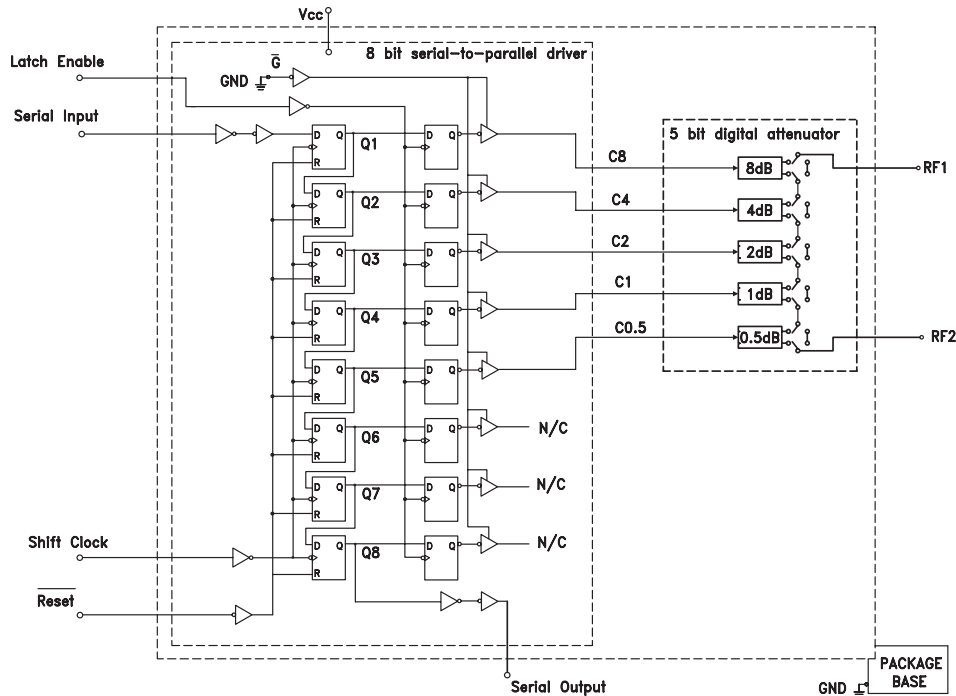 Vcc
8 bit serial-to-parallel driver
Latch Enable
G
GND
Serial Input
D Q
R
Q1
D Q
C8
5 bit digital attenuator
8dB
RF1
D Q
R
Q2
D Q
C4
4dB
D Q
R
Q3
D Q
C2
2dB
D Q
R
Q4
D Q
C1
1dB
D Q
R
Q5
D Q
C0.5
0.5dB
RF2
D Q
R
Q6
D Q
N/C
D Q
R
Q7
D Q
N/C
Shift Clock
D Q
R
Q8
D Q
N/C
Reset
Serial Output
GND
PACKAGE
BASE